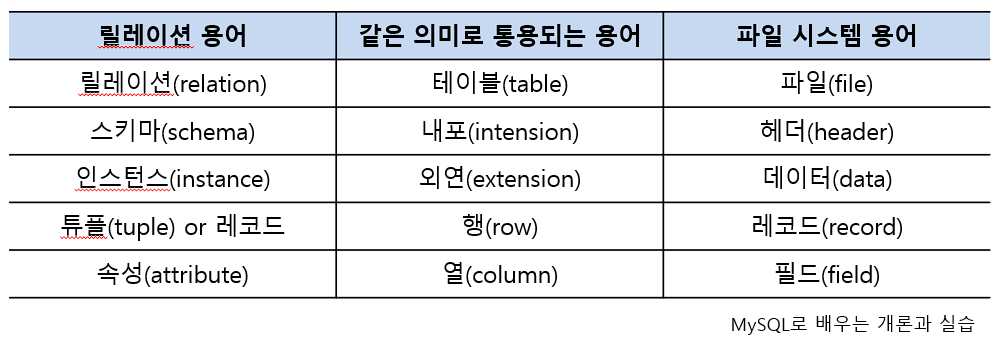 릴레이션 용어 같은 의미로 통용되는 용어 파일 시스템 용어
릴레이션(relation) 테이블(table) 파일(file)
스키마(schema) 내포(intension) 헤더(header)
인스턴스(instance) 외연(extension) 데이터(data)
튜플(tuple) or 레코드 행(row) 레코드(record)
속성(attribute) 열(column) 필드(field)
MySQL로 배우는 개론과 실습